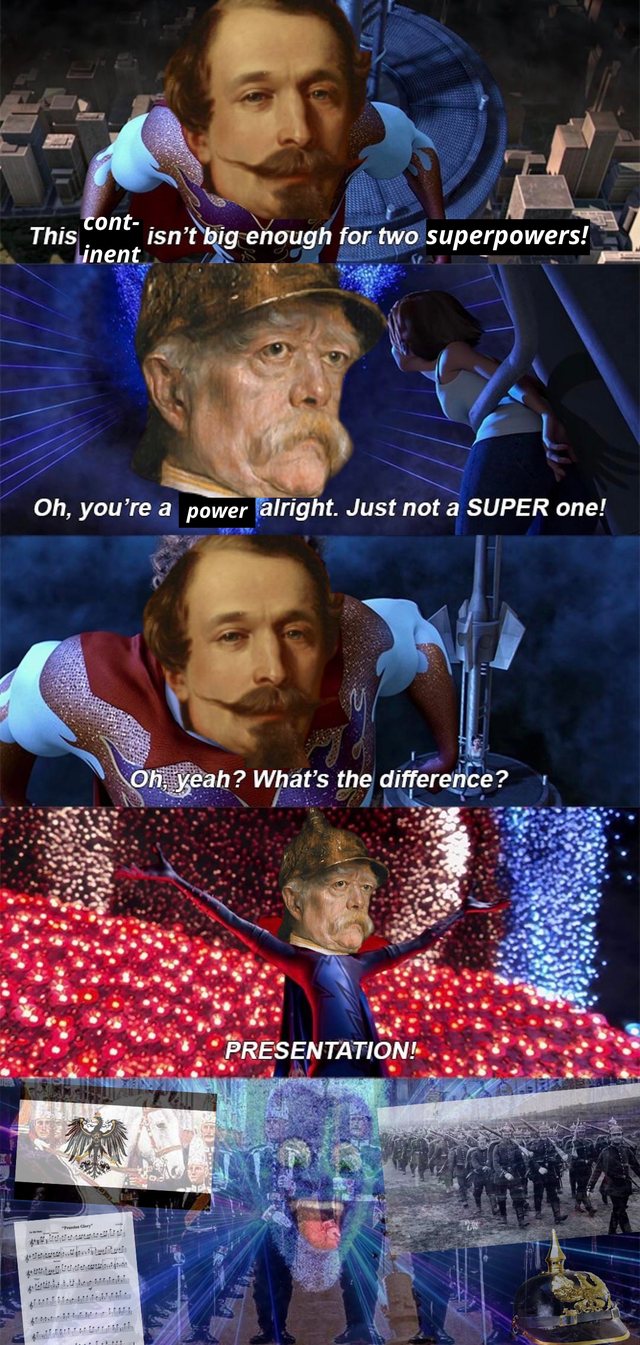 This cont-
inent isn't big enough for two superpowers!
Oh, you're a power alright. Just not a SUPER one!
Oh, yeah? What's the difference?
PRESENTATION!
"Prussian Glory"